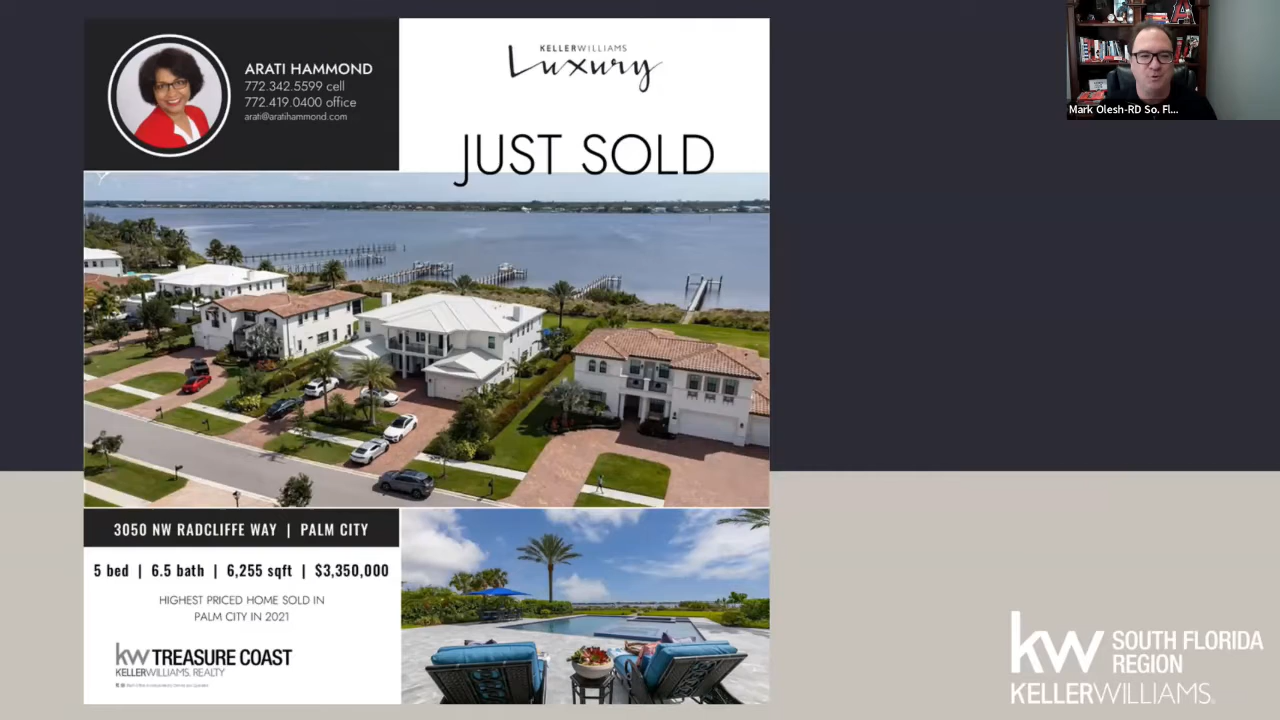 ARATI HAMMOND
772.342.5599 cell
772.419.0400 office
arati@aratihammond.com
KELLERWILLIAMS
Luxury
JUST SOLD
Mark Olesh-RD So. Fl...
3050 NW RADCLIFFE WAY | PALM CITY
5 bed | 6.5 bath | 6,255 sqft | $3,350,000
HIGHEST PRICED HOME SOLD IN
PALM CITY IN 2021
kw TREASURE COAST
KELLERWILLIAMS. REALTY
kw SOUTH FLORIDA
REGION
KELLERWILLIAMS.